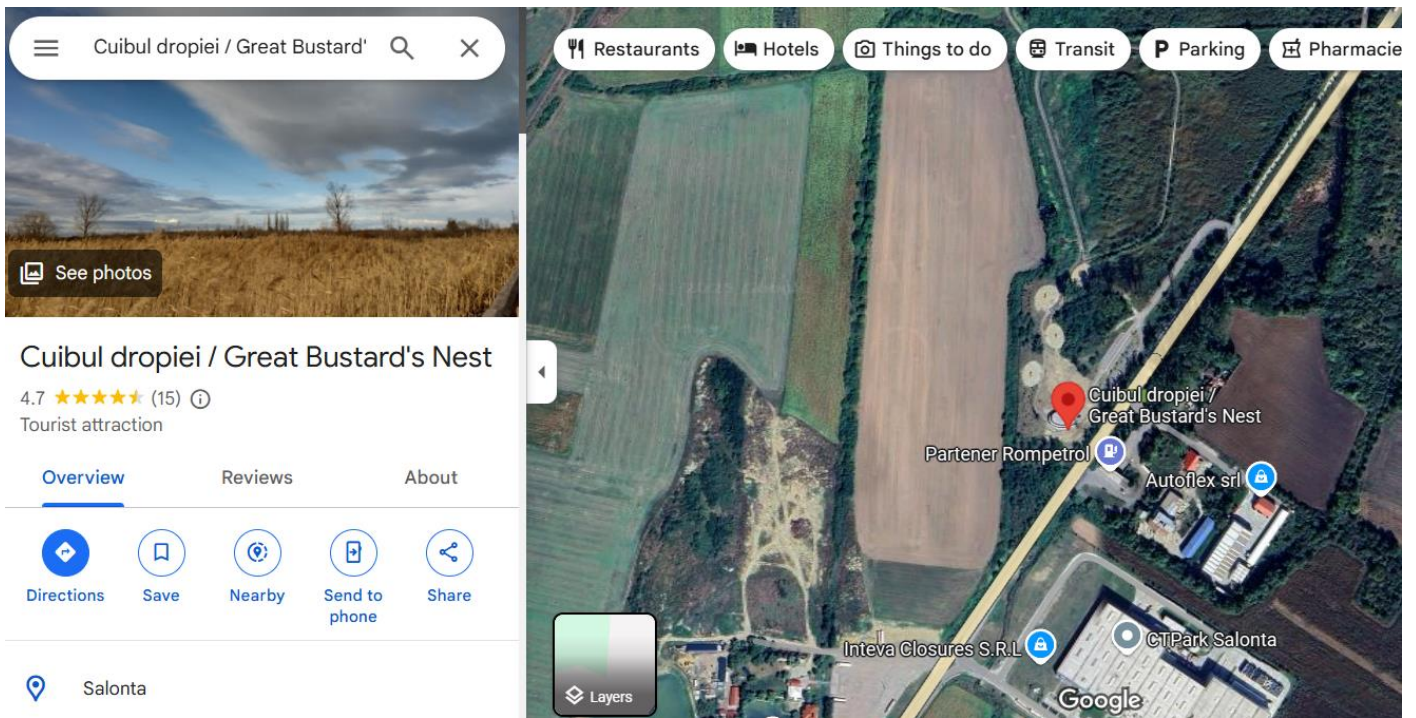 Cuibul dropiei / Great Bustard'
See photos
Cuibul dropiei / Great Bustard's Nest
4.7 (15)
Tourist attraction
Overview Reviews About
Directions Save Nearby Send to phone Share
Salonta
Restaurants Hotels Things to do Transit Parking Pharmacie
Cuibul dropiei /
Great Bustard's Nest
Partener Rompetrol
Autoflex srl
Inteva Closures S.R.L
CTPark Salonta
Layers
Google